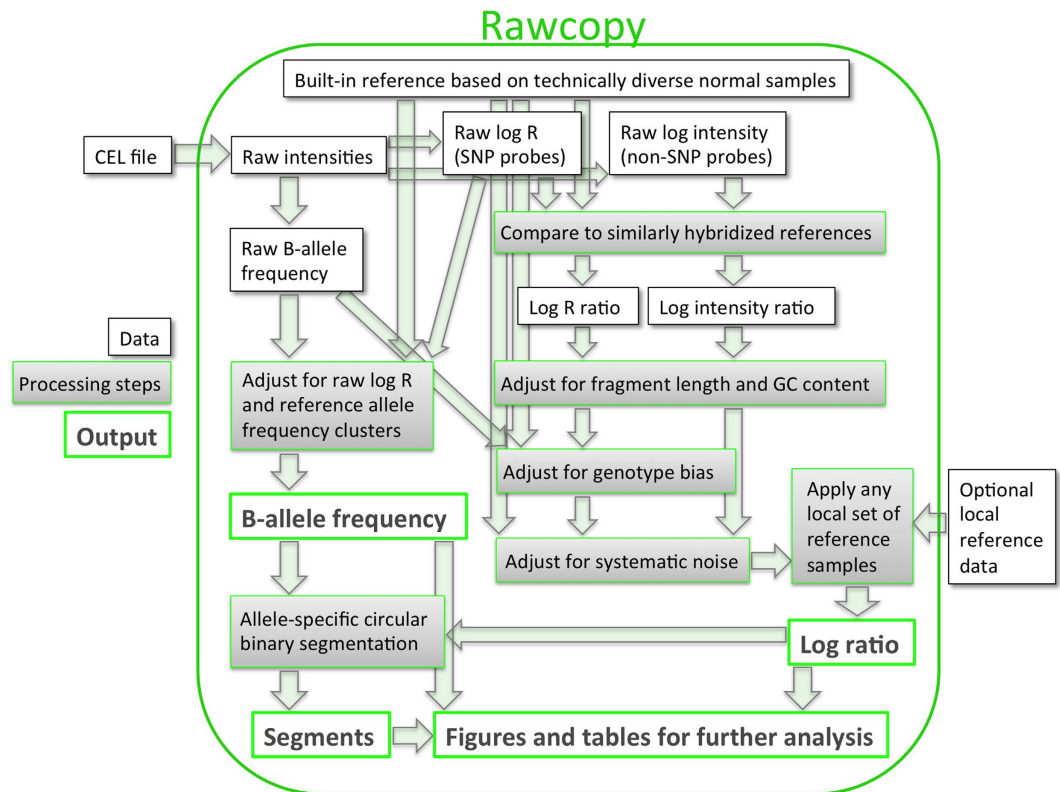 Rawcopy
Built-in reference based on technically diverse normal samples
CEL file
Raw intensities
Raw log R
(SNP probes)
Raw log intensity
(non-SNP probes)
Compare to similarly hybridized references
Raw B-allele
frequency
Log R ratio
Log intensity ratio
Data
Processing steps
Output
Adjust for raw log R
and reference allele
frequency clusters
Adjust for fragment length and GC content
Adjust for genotype bias
Apply any
local set of
reference
samples
Optional
local
reference
data
B-allele frequency
Adjust for systematic noise
Allele-specific circular
binary segmentation
Log ratio
Segments
Figures and tables for further analysis